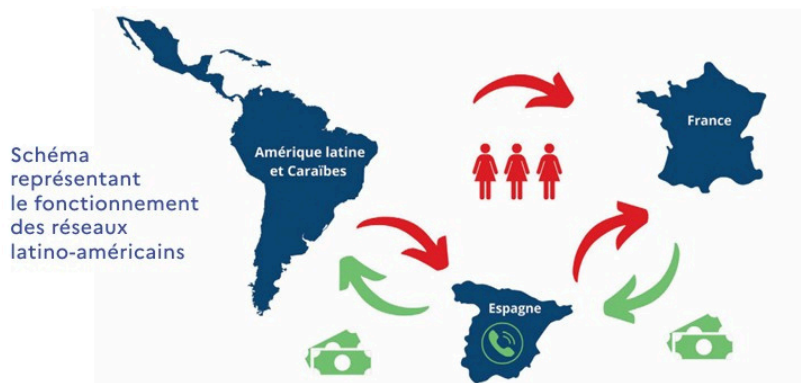 Schéma
représentant
le fonctionnement
des réseaux
latino-américains
Amérique latine
et Caraïbes
France
Espagne